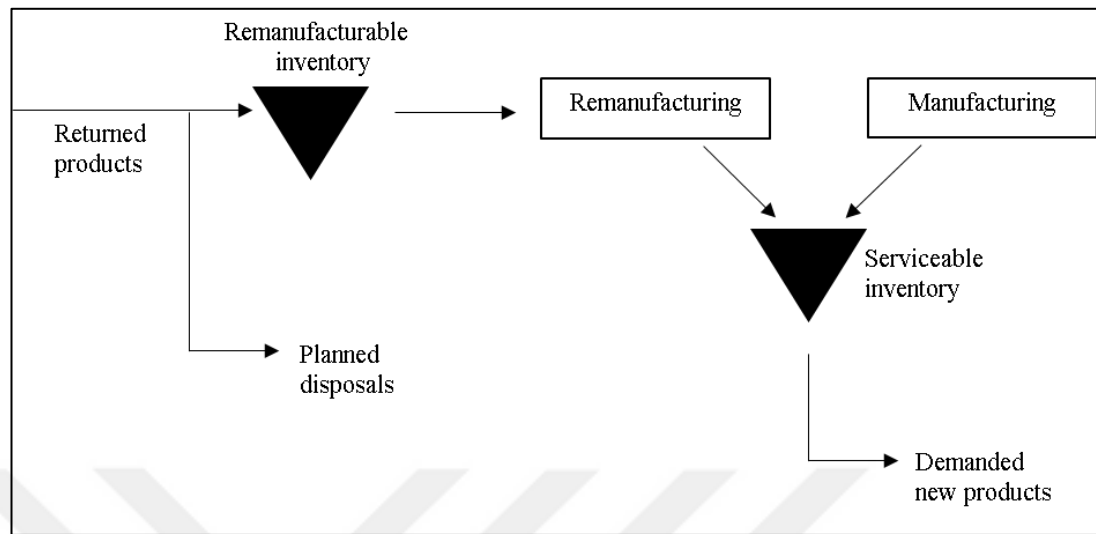 Remanufacturable
inventory
Returned
products
Remanufacturing
Manufacturing
Serviceable
inventory
Planned
disposals
Demanded
new products